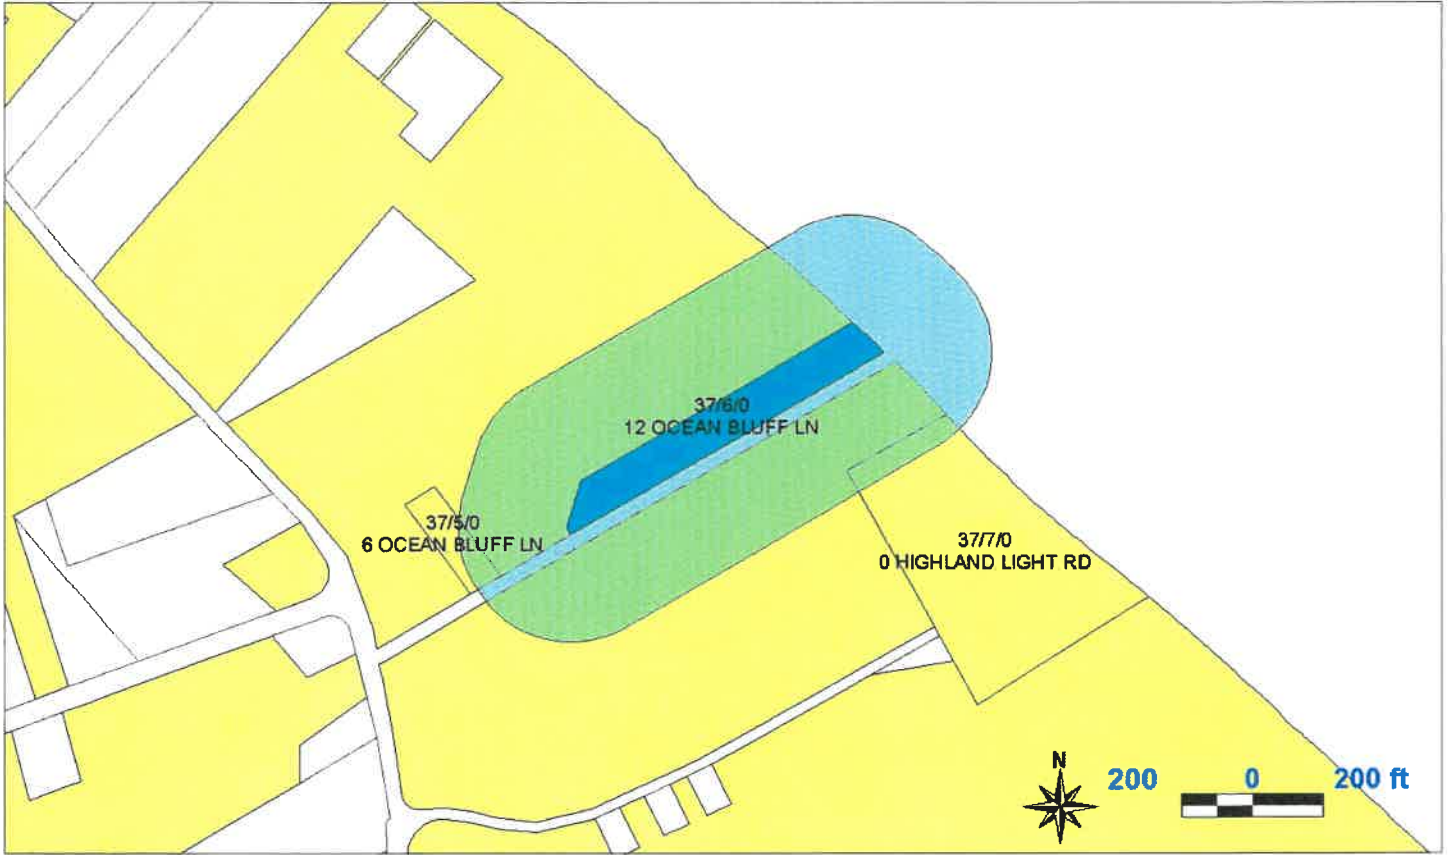 37/6/0
12 OCEAN BLUFF LN
37/5/0
6 OCEAN BLUFF LN
37/7/0
0 HIGHLAND LIGHT RD
N
200 0 200 ft